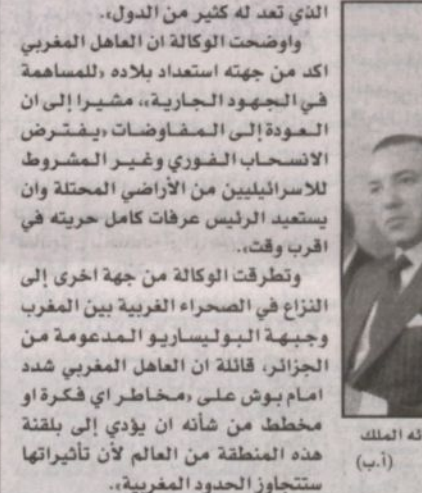 الذي تعد له كثير من الدول».
واوضحت الوكالة ان العاهل المغربي
اكد من جهته استعداد بلاده «للمساهمة
في الجهود الجارية»، مشيرا إلى ان
العودة إلى المفاوضات «يفترض
الانسحاب الفوري وغير المشروط
للاسرائيليين من الأراضي المحتلة وان
يستعيد الرئيس عرفات كامل حريته في
اقرب وقت».
وتطرقت الوكالة من جهة اخرى إلى
النزاع في الصحراء الغربية بين المغرب
وجبهة البوليساريو المدعومة من
الجزائر، قائلة ان العاهل المغربي شدد
امام بوش على «مخاطر اي فكرة او
مخطط من شأنه ان يؤدي إلى بلقنة
هذه المنطقة من العالم لأن تأثيراتها
ستتجاوز الحدود المغربية».
ئه الملك
(أ.ب)